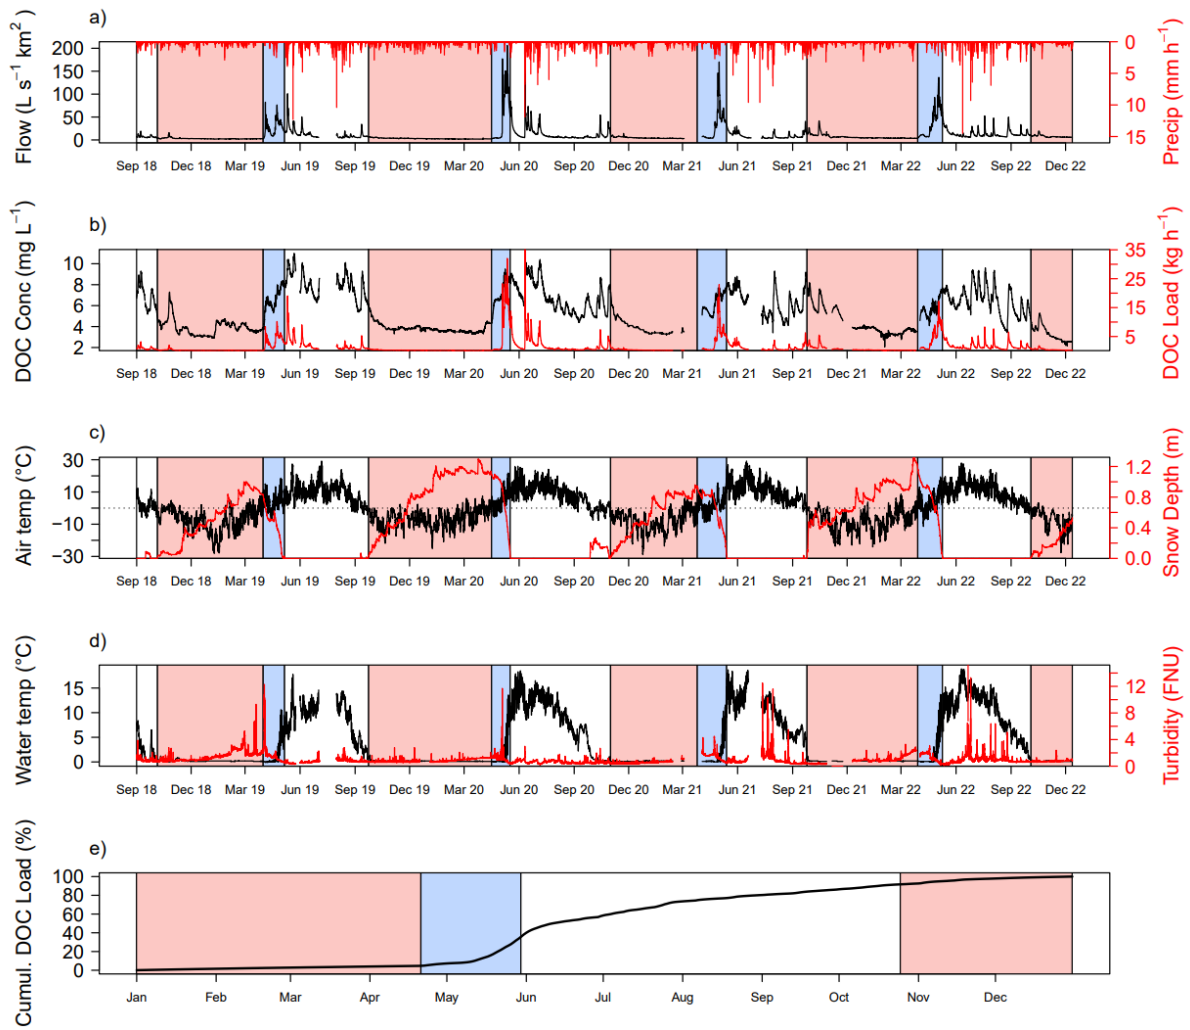 a)
Flow (L s⁻¹ km²)
200
150
100
50
0
0
5
10
15
Precip (mm h⁻¹)
Sep 18 Dec 18 Mar 19 Jun 19 Sep 19 Dec 19 Mar 20 Jun 20 Sep 20 Dec 20 Mar 21 Jun 21 Sep 21 Dec 21 Mar 22 Jun 22 Sep 22 Dec 22
b)
DOC Conc (mg L⁻¹)
10
8
6
4
2
35
25
15
5
DOC Load (kg h⁻¹)
Sep 18 Dec 18 Mar 19 Jun 19 Sep 19 Dec 19 Mar 20 Jun 20 Sep 20 Dec 20 Mar 21 Jun 21 Sep 21 Dec 21 Mar 22 Jun 22 Sep 22 Dec 22
c)
Air temp (°C)
30
10
−10
−30
1.2
0.8
0.4
0.0
Snow Depth (m)
Sep 18 Dec 18 Mar 19 Jun 19 Sep 19 Dec 19 Mar 20 Jun 20 Sep 20 Dec 20 Mar 21 Jun 21 Sep 21 Dec 21 Mar 22 Jun 22 Sep 22 Dec 22
d)
Water temp (°C)
15
10
5
0
12
8
6
4
2
0
Turbidity (FNU)
Sep 18 Dec 18 Mar 19 Jun 19 Sep 19 Dec 19 Mar 20 Jun 20 Sep 20 Dec 20 Mar 21 Jun 21 Sep 21 Dec 21 Mar 22 Jun 22 Sep 22 Dec 22
e)
Cumul. DOC Load (%)
100
80
60
40
20
0
Jan Feb Mar Apr May Jun Jul Aug Sep Oct Nov Dec